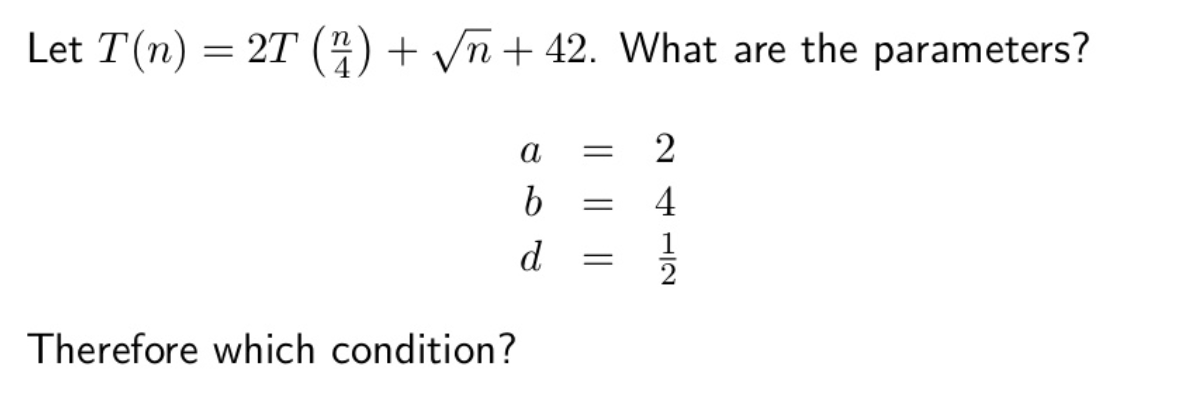 Let T(n) = 2T (n/4) + √n + 42. What are the parameters?
a = 2
b = 4
d = 1/2
Therefore which condition?